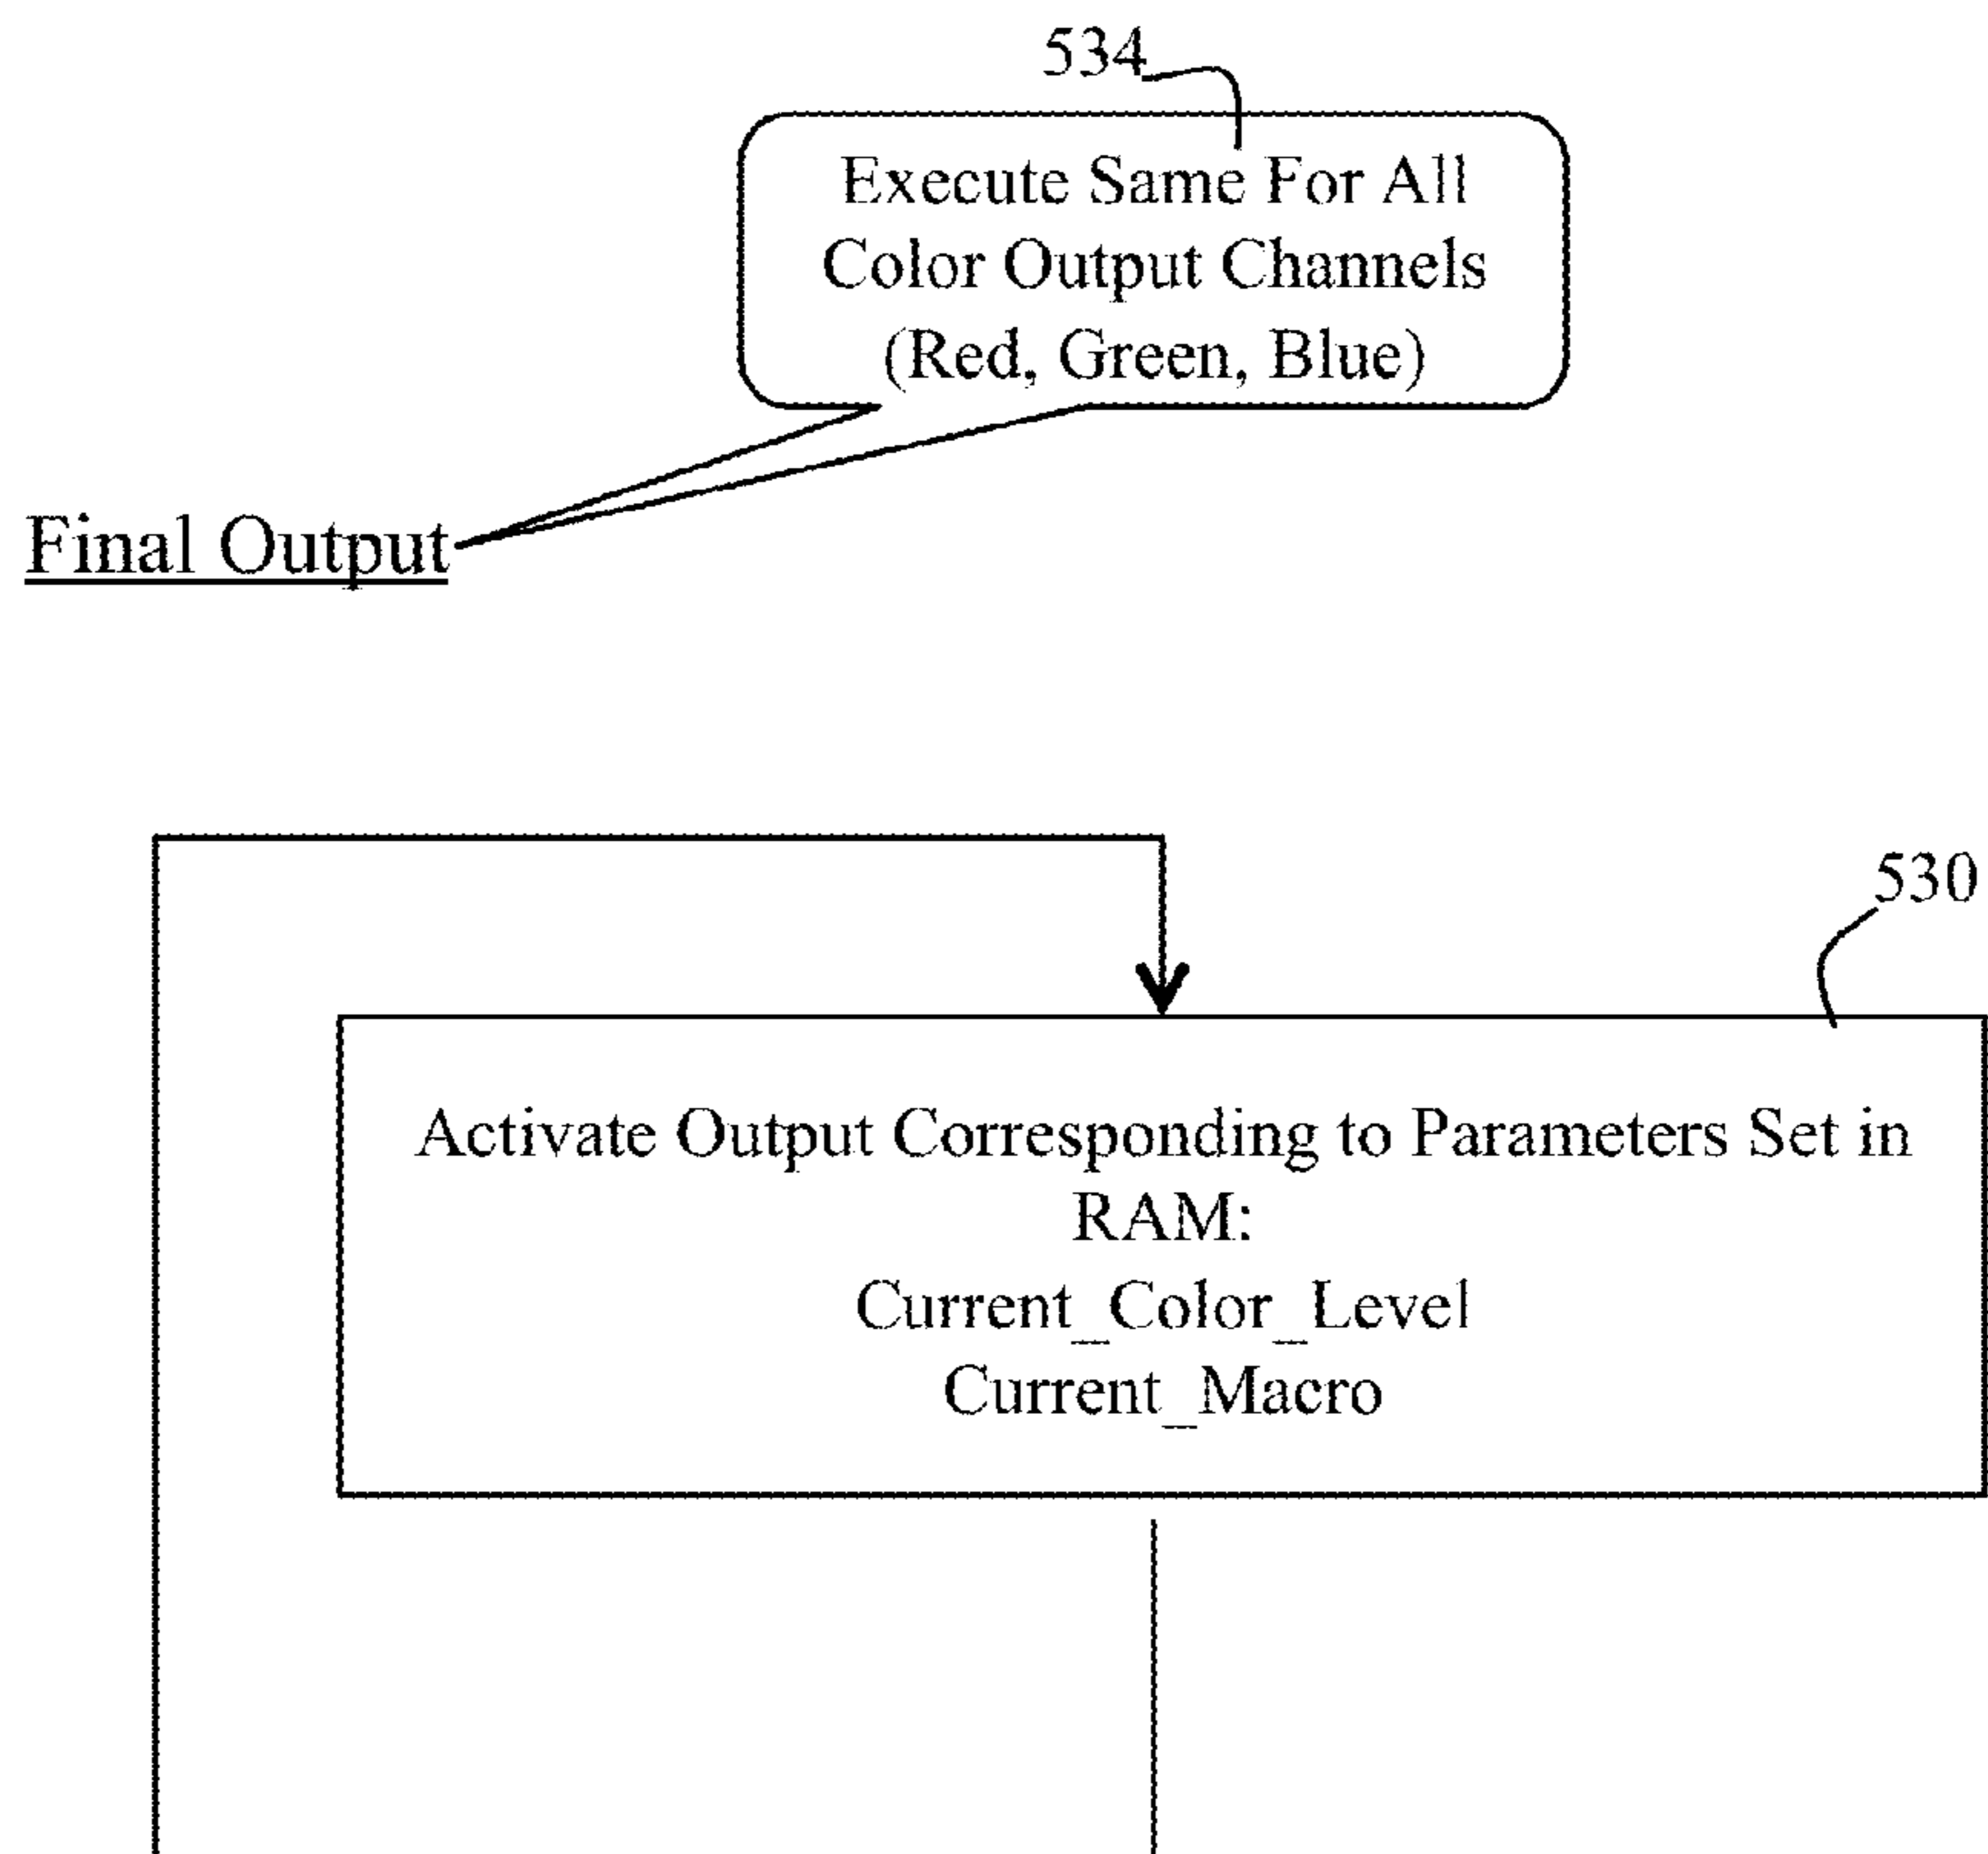 534
Execute Same For All
Color Output Channels
(Red, Green, Blue)
Final Output
530
Activate Output Corresponding to Parameters Set in
RAM:
Current_Color_Level
Current_Macro